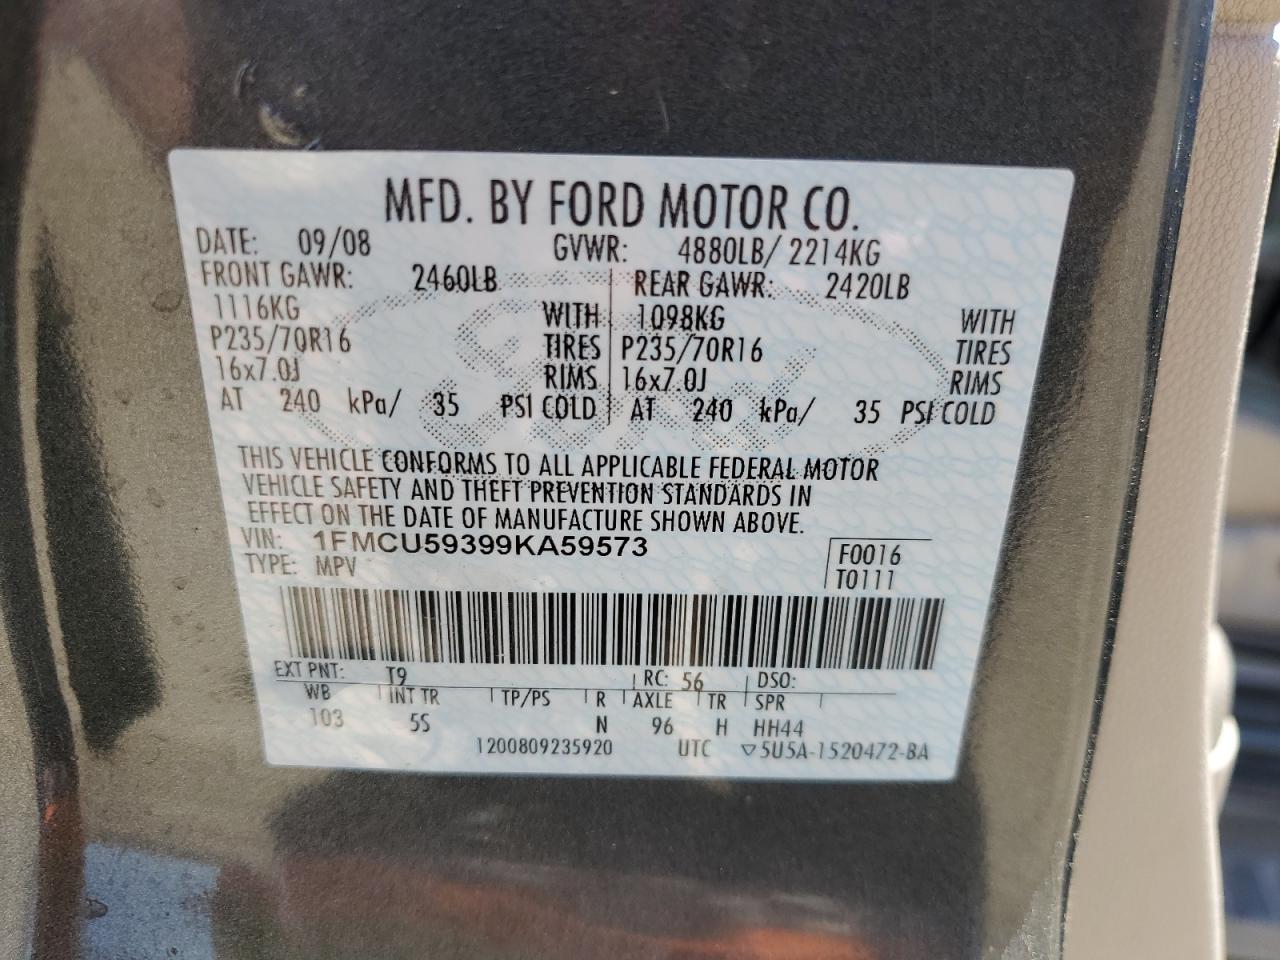 MFD. BY FORD MOTOR CO.
DATE: 09/08 GVWR: 4880LB/ 2214KG
FRONT GAWR: 2460LB REAR GAWR: 2420LB
1116KG WITH 1098KG WITH
P235/70R16 TIRES P235/70R16 TIRES
16x7.0J RIMS 16x7.0J RIMS
AT 240 kPa/ 35 PSI COLD AT 240 kPa/ 35 PSI COLD
THIS VEHICLE CONFORMS TO ALL APPLICABLE FEDERAL MOTOR
VEHICLE SAFETY AND THEFT PREVENTION STANDARDS IN
EFFECT ON THE DATE OF MANUFACTURE SHOWN ABOVE.
VIN: 1FMCU59399KA59573
TYPE: MPV
F0016
T0111
EXT PNT: T9 RC: 56 DSO:
WB INT TR TP/PS R AXLE TR SPR
103 5S N 96 H HH44
1200809235920 UTC ▽5U5A-1520472-BA